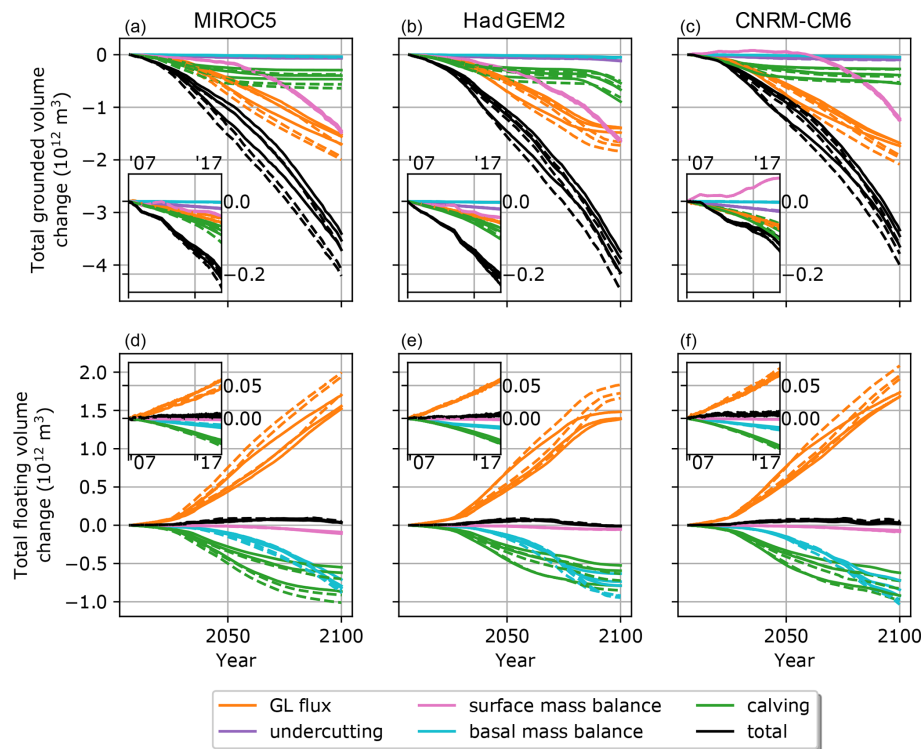 MIROC5 HadGEM2 CNRM-CM6
(a) (b) (c)
Total grounded volume
change (10¹² m³)
0
−1
−2
−3
−4
'07 '17 '07 '17 '07 '17
0.0 0.0 0.0
−0.2 −0.2 −0.2
(d) (e) (f)
Total floating volume
change (10¹² m³)
2.0
1.5
1.0
0.5
0.0
−0.5
−1.0
0.05 0.05 0.05
0.00 0.00 0.00
'07 '17 '07 '17 '07 '17
2050 2100 2050 2100 2050 2100
Year Year Year
GL flux surface mass balance calving
undercutting basal mass balance total